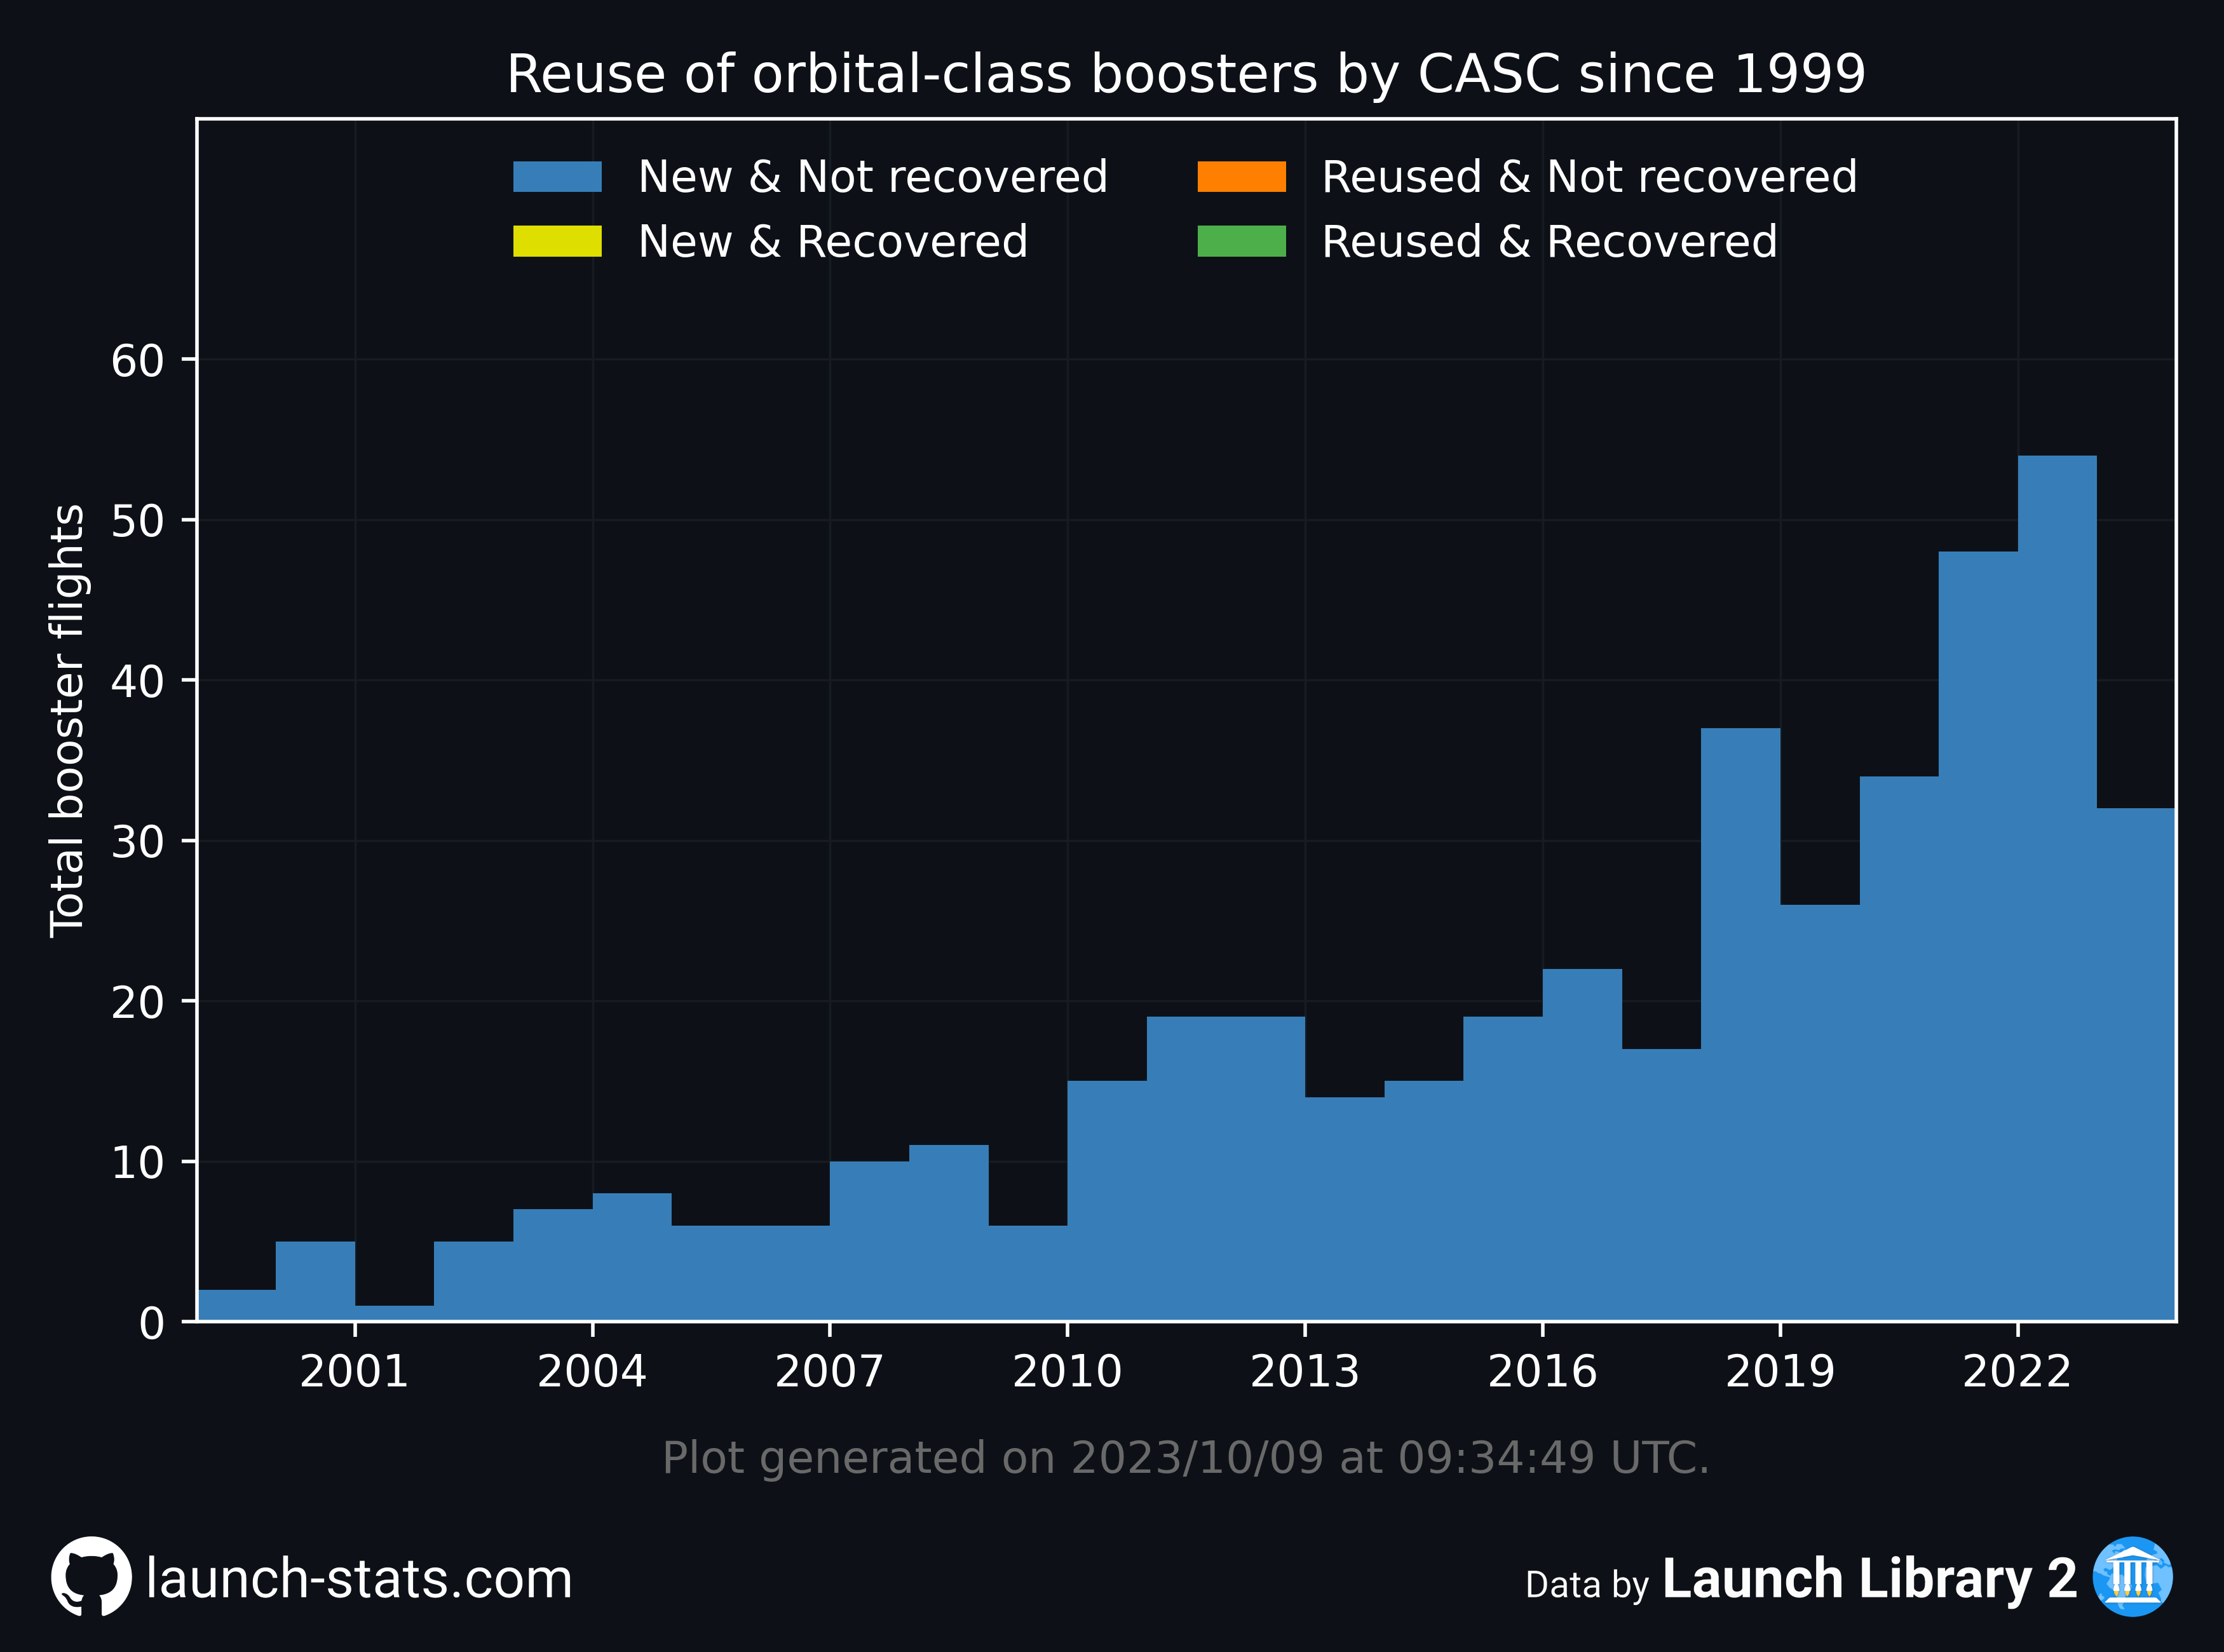 Reuse of orbital-class boosters by CASC since 1999
New & Not recovered
New & Recovered
Reused & Not recovered
Reused & Recovered
Total booster flights
60
50
40
30
20
10
0
2001 2004 2007 2010 2013 2016 2019 2022
Plot generated on 2023/10/09 at 09:34:49 UTC.
launch-stats.com
Data by Launch Library 2